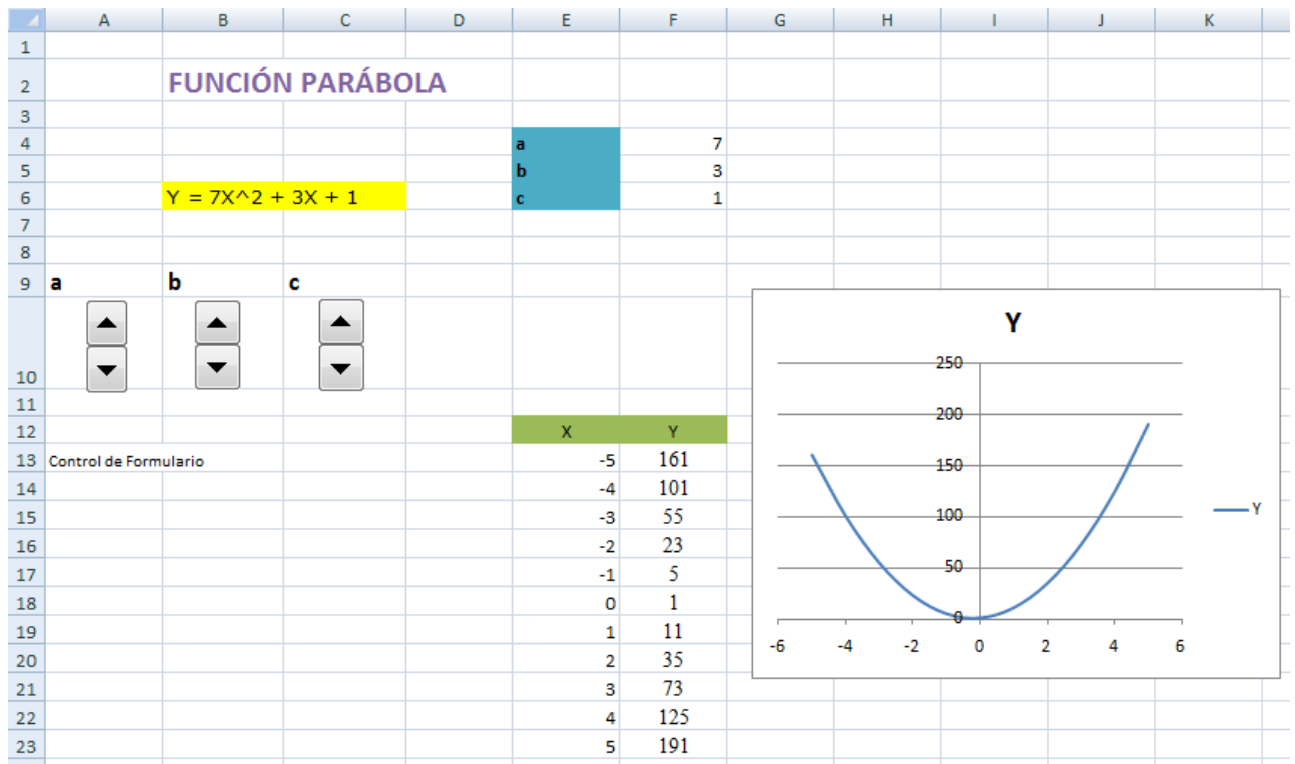 A B C D E F G H I J K
1
2 FUNCIÓN PARÁBOLA
3
4 a 7
5 b 3
6 Y = 7X^2 + 3X + 1 c 1
7
8
9 a b c
10
11
12 X Y
13 Control de Formulario -5 161
14 -4 101
15 -3 55
16 -2 23
17 -1 5
18 0 1
19 1 11
20 2 35
21 3 73
22 4 125
23 5 191
Y
250
200
150
100
50
0
-6 -4 -2 0 2 4 6
Y